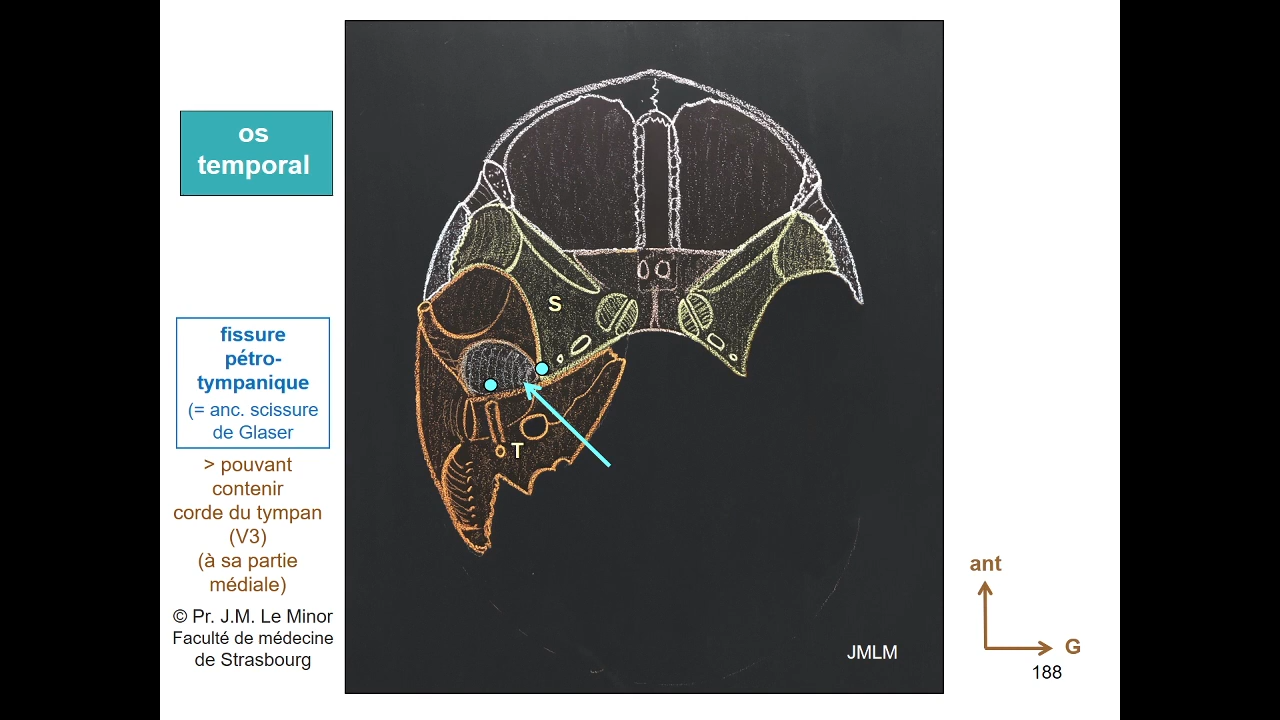 os
temporal
fissure
pétro-
tympanique
(= anc. scissure
de Glaser
> pouvant
contenir
corde du tympan
(V3)
(à sa partie
médiale)
© Pr. J.M. Le Minor
Faculté de médecine
de Strasbourg
S
T
JMLM
ant
G
188